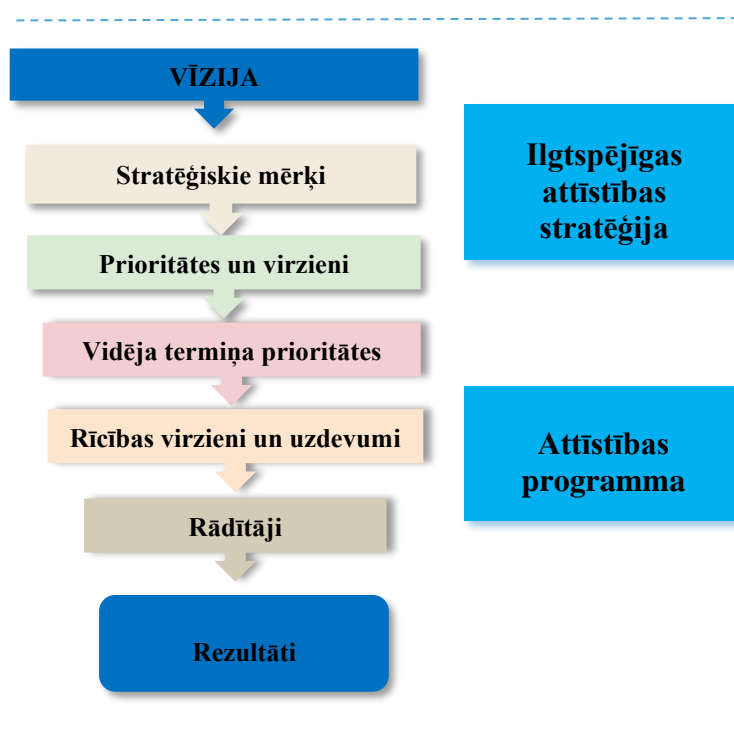 VĪZIJA
Stratēģiskie mērķi
Prioritātes un virzieni
Vidēja termiņa prioritātes
Rīcības virzieni un uzdevumi
Rādītāji
Rezultāti
Ilgtspējīgas
attīstības
stratēģija
Attīstības
programma